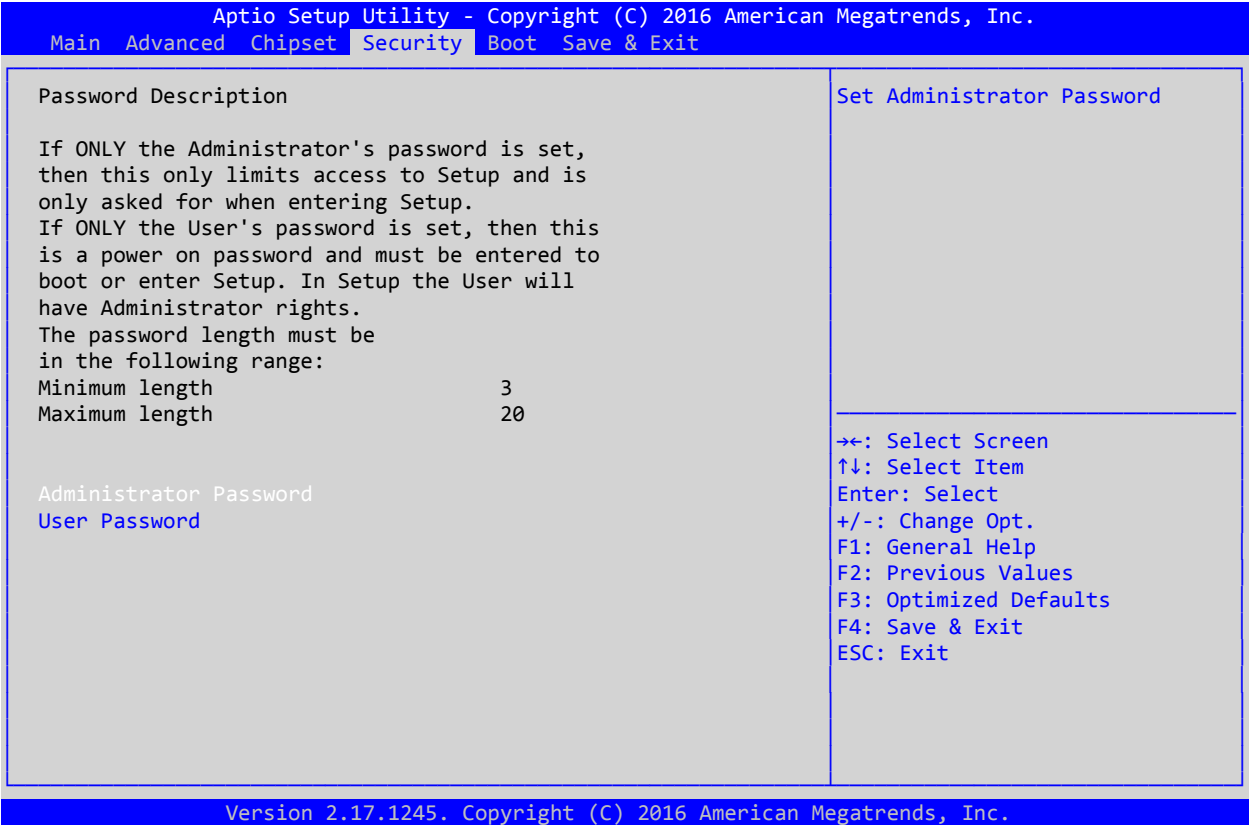 Aptio Setup Utility - Copyright (C) 2016 American Megatrends, Inc.
Main Advanced Chipset Security Boot Save & Exit
Password Description
If ONLY the Administrator's password is set,
then this only limits access to Setup and is
only asked for when entering Setup.
If ONLY the User's password is set, then this
is a power on password and must be entered to
boot or enter Setup. In Setup the User will
have Administrator rights.
The password length must be
in the following range:
Minimum length 3
Maximum length 20
Administrator Password
User Password
Set Administrator Password
→←: Select Screen
↑↓: Select Item
Enter: Select
+/-: Change Opt.
F1: General Help
F2: Previous Values
F3: Optimized Defaults
F4: Save & Exit
ESC: Exit
Version 2.17.1245. Copyright (C) 2016 American Megatrends, Inc.